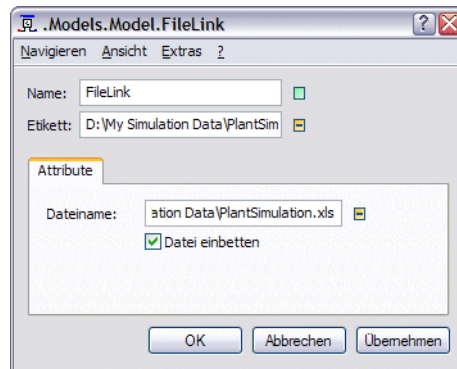 .Models.Model.FileLink
Navigieren Ansicht Extras ?
Name: FileLink
Etikett: D:\My Simulation Data\PlantSim
Attribute
Dateiname: ation Data\PlantSimulation.xls
Datei einbetten
OK Abbrechen Übernehmen